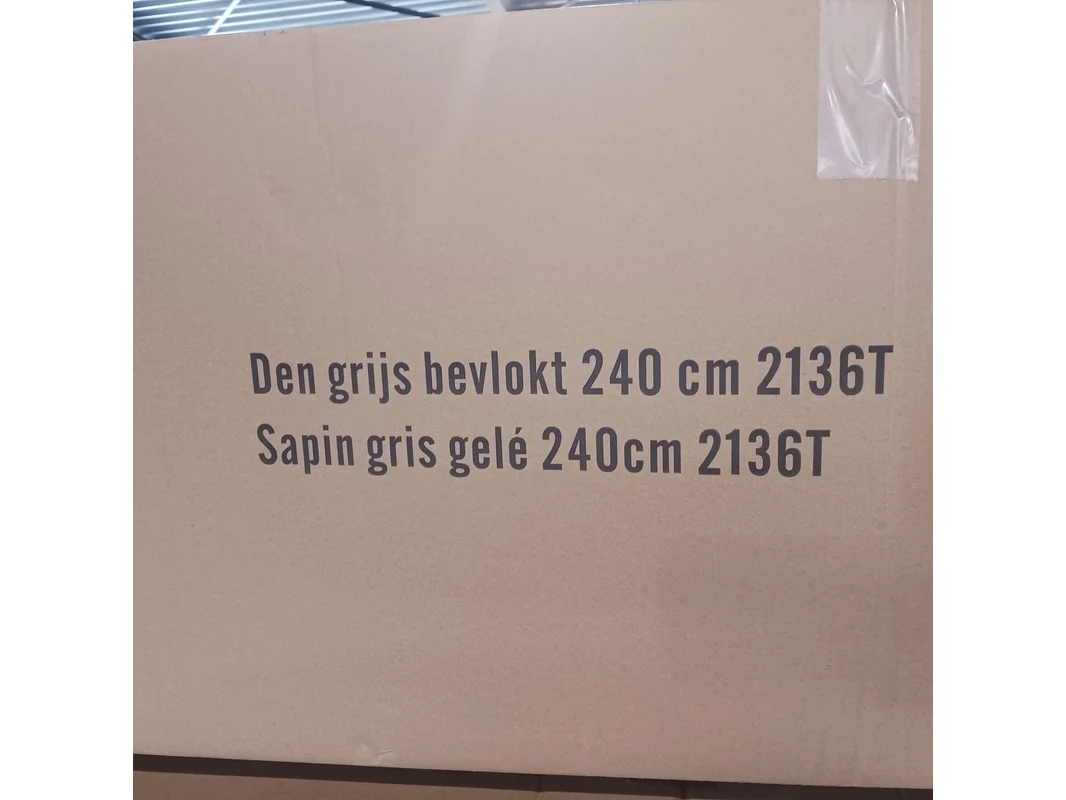 Den grijs bevlokt 240 cm 2136T
Sapin gris gelé 240cm 2136T